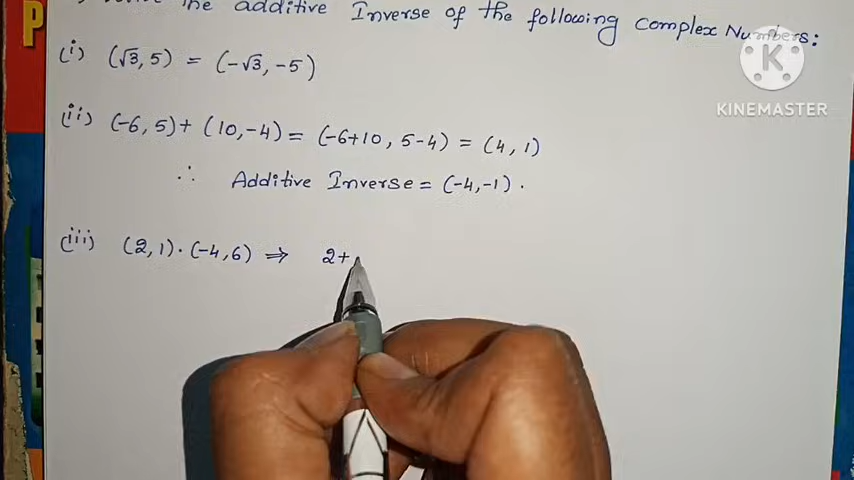 the additive Inverse of the following complex Numbers:
(i) (√3, 5) = (-√3, -5)
(ii) (-6, 5) + (10, -4) = (-6+10, 5-4) = (4, 1)
∴ Additive Inverse = (-4, -1).
(iii) (2, 1) · (-4, 6) ⇒ 2+
K
KINEMASTER
P